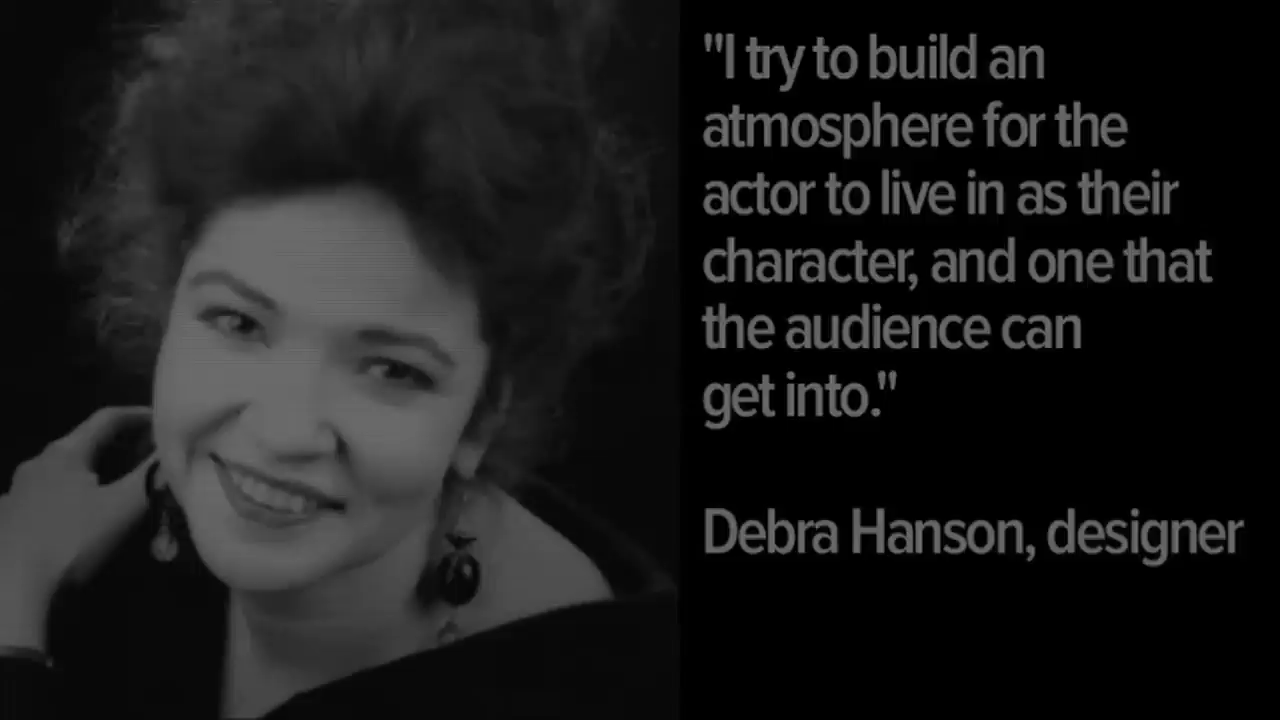 "I try to build an
atmosphere for the
actor to live in as their
character, and one that
the audience can
get into."
Debra Hanson, designer